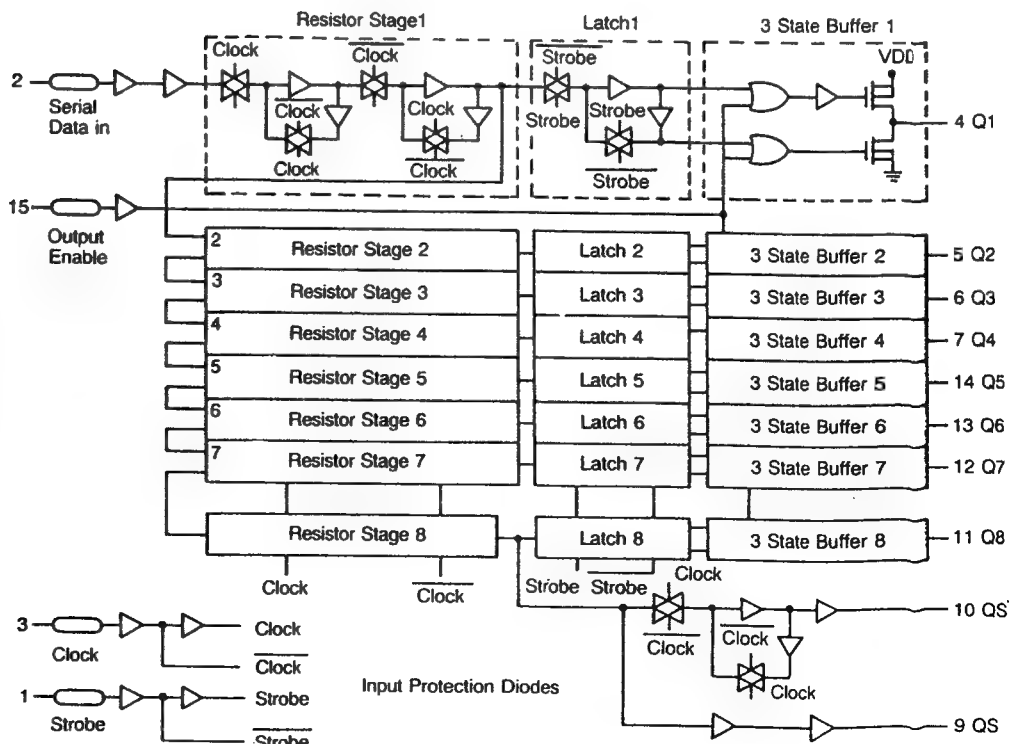 Resistor Stage1
Latch1
3 State Buffer 1
Clock
Clock
Strobe
VDD
2
Serial
Data in
Clock
Clock
Clock
Clock
Strobe
Strobe
Strobe
4 Q1
15
Output
Enable
2
Resistor Stage 2
Latch 2
3 State Buffer 2
5 Q2
3
Resistor Stage 3
Latch 3
3 State Buffer 3
6 Q3
4
Resistor Stage 4
Latch 4
3 State Buffer 4
7 Q4
5
Resistor Stage 5
Latch 5
3 State Buffer 5
14 Q5
6
Resistor Stage 6
Latch 6
3 State Buffer 6
13 Q6
7
Resistor Stage 7
Latch 7
3 State Buffer 7
12 Q7
Resistor Stage 8
Latch 8
3 State Buffer 8
11 Q8
Clock
Clock
Strobe
Strobe
Clock
Clock
Clock
Clock
10 QS'
9 QS
3
Clock
Clock
Clock
1
Strobe
Strobe
Strobe
Input Protection Diodes